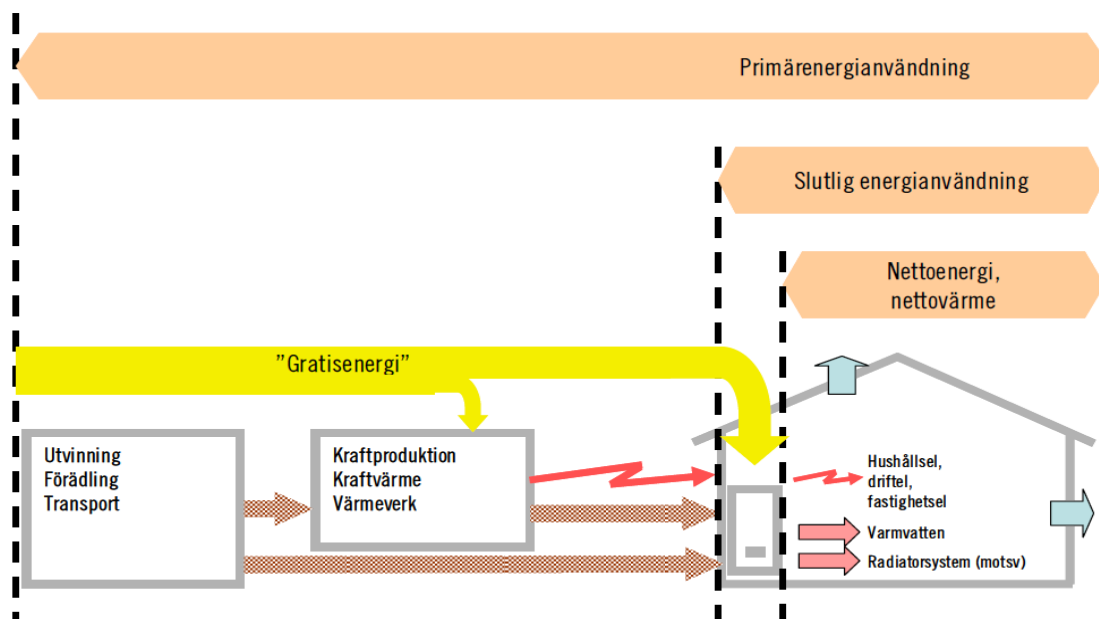 Primärenergianvändning
Slutlig energianvändning
Nettoenergi,
nettovärme
”Gratisenergi”
Utvinning
Förädling
Transport
Kraftproduktion
Kraftvärme
Värmeverk
Hushållsel,
driftel,
fastighetsel
Varmvatten
Radiatorsystem (motsv)